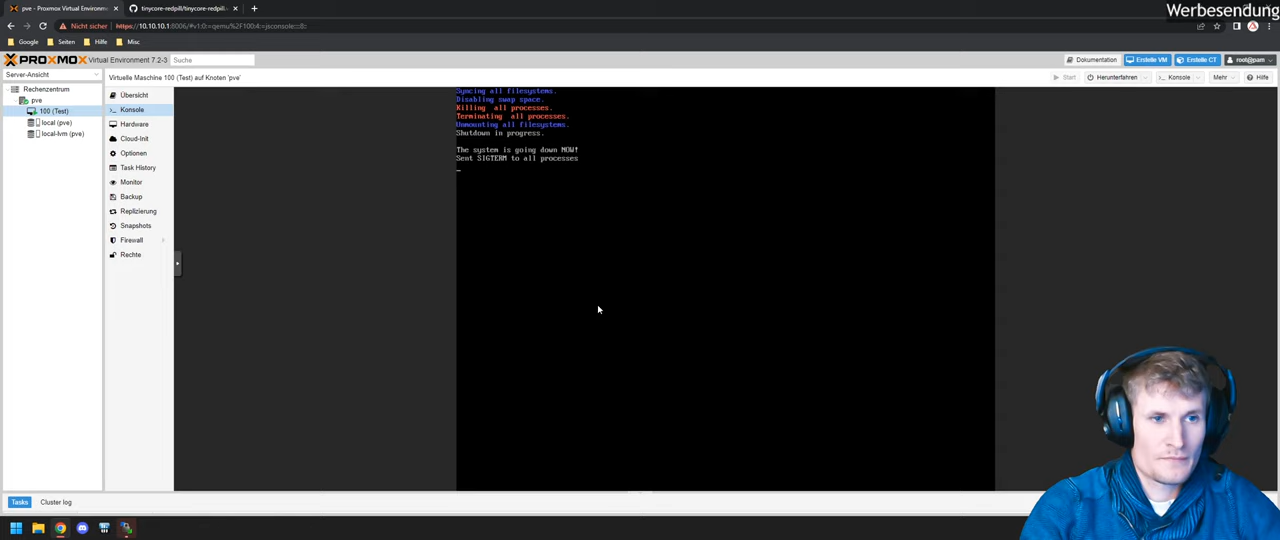 Werbesendung
pve - Proxmox Virtual Environm
tinycore-redpill/tinycore-redpill.
Nicht sicher
https://10.10.10.1:8006/#v1:0:=qemu%2F100:4:=jsconsole:::8::
Google
Seiten
Hilfe
Misc
PROXMOX Virtual Environment 7.2-3
Suche
Dokumentation
Erstelle VM
Erstelle CT
root@pam
Server-Ansicht
Virtuelle Maschine 100 (Test) auf Knoten 'pve'
Start
Herunterfahren
Konsole
Mehr
Hilfe
Rechenzentrum
pve
100 (Test)
local (pve)
local-lvm (pve)
Übersicht
Konsole
Hardware
Cloud-Init
Optionen
Task History
Monitor
Backup
Replizierung
Snapshots
Firewall
Rechte
Syncing all filesystems.
Disabling swap space.
Killing all processes.
Terminating all processes.
Unmounting all filesystems.
Shutdown in progress.
The system is going down NOW!
Sent SIGTERM to all processes
Tasks
Cluster log